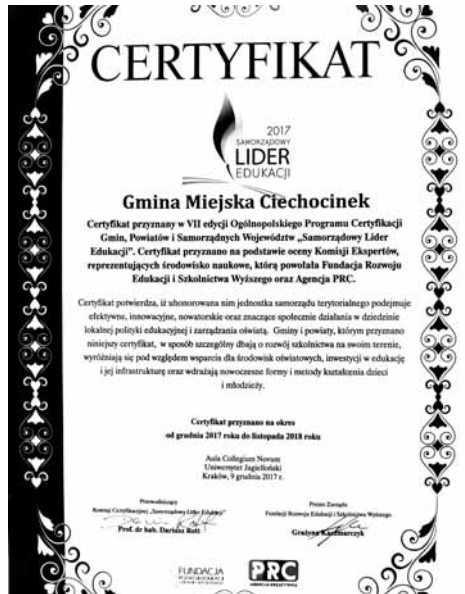 CERTYFIKAT
2017
SAMORZĄDOWY
LIDER
EDUKACJI
Gmina Miejska Ciechocinek
Certyfikat przyznany w VII edycji Ogólnopolskiego Programu Certyfikacji
Gmin, Powiatów i Samorządnych Województw „Samorządowy Lider
Edukacji”. Certyfikat przyznano na podstawie oceny Komisji Ekspertów,
reprezentujących środowisko naukowe, którą powołała Fundacja Rozwoju
Edukacji i Szkolnictwa Wyższego oraz Agencja PRC.
Certyfikat potwierdza, iż uhonorowana nim jednostka samorządu terytorialnego podejmuje
efektywne, innowacyjne, nowatorskie oraz znaczące społecznie działania w dziedzinie
lokalnej polityki edukacyjnej i zarządzania oświatą. Gminy i powiaty, którym przyznano
niniejszy certyfikat, w sposób szczególny dbają o rozwój szkolnictwa na swoim terenie,
wyróżniają się pod względem wsparcia dla środowisk oświatowych, inwestycji w edukację
i jej infrastrukturę oraz wdrażają nowoczesne formy i metody kształcenia dzieci
i młodzieży.
Certyfikat przyznano na okres
od grudnia 2017 roku do listopada 2018 roku
Aula Collegium Novum
Uniwersytet Jagielloński
Kraków, 9 grudnia 2017 r.
Przewodniczący
Komisji Certyfikacyjnej „Samorządowy Lider Edukacji”
Prof. dr hab. Dariusz Rott
Prezes Zarządu
Fundacji Rozwoju Edukacji i Szkolnictwa Wyższego
Grażyna Kaczmarczyk
FUNDACJA
PRC
AGENCJA KREATYWNA